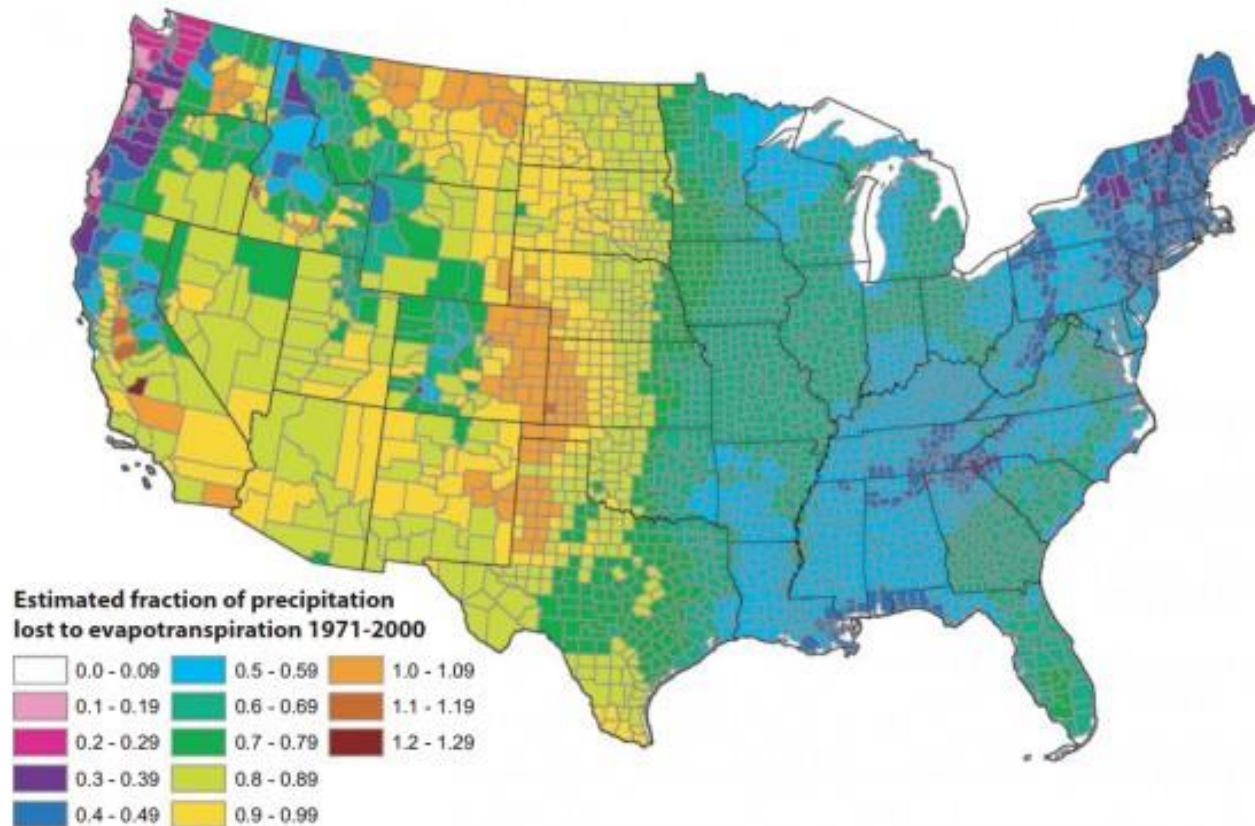 Estimated fraction of precipitation
lost to evapotranspiration 1971-2000
0.0 - 0.09
0.1 - 0.19
0.2 - 0.29
0.3 - 0.39
0.4 - 0.49
0.5 - 0.59
0.6 - 0.69
0.7 - 0.79
0.8 - 0.89
0.9 - 0.99
1.0 - 1.09
1.1 - 1.19
1.2 - 1.29